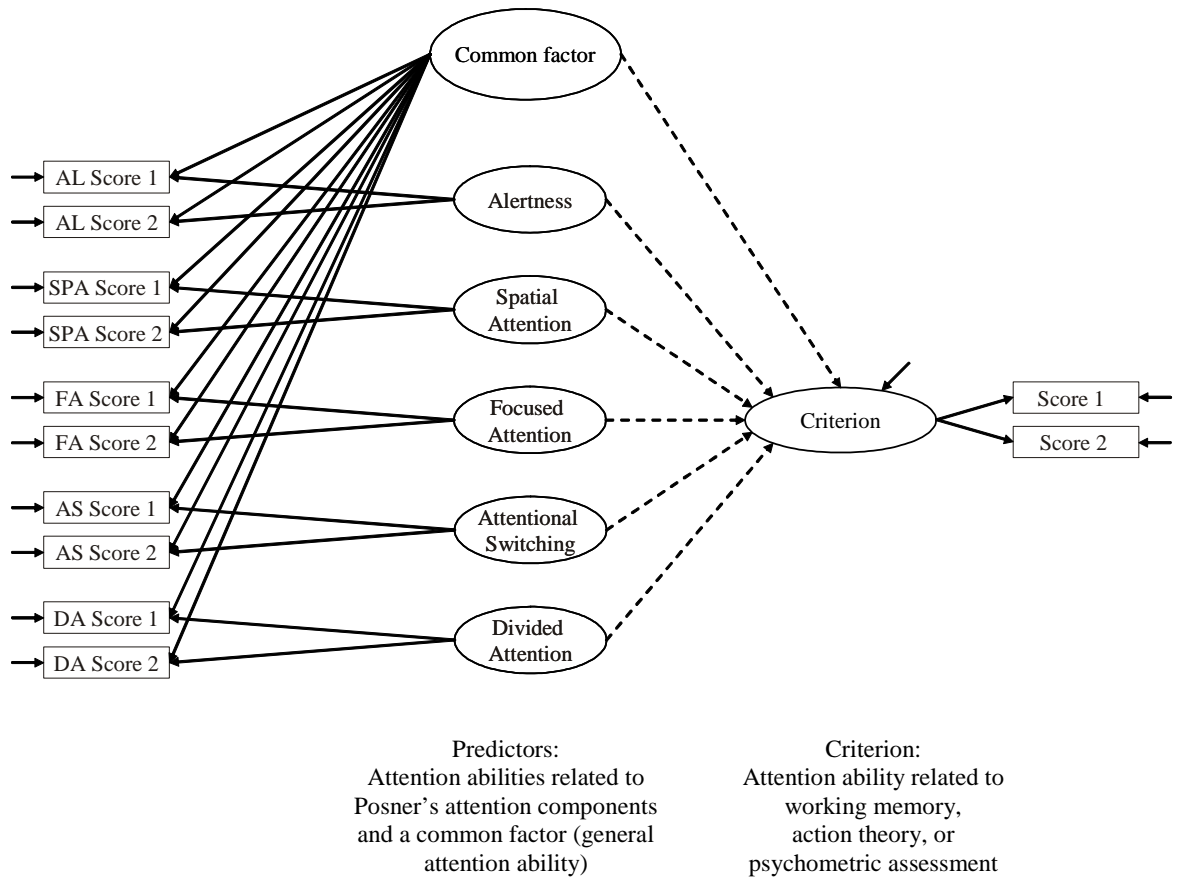 Common factor
AL Score 1
AL Score 2
Alertness
SPA Score 1
SPA Score 2
Spatial
Attention
FA Score 1
FA Score 2
Focused
Attention
AS Score 1
AS Score 2
Attentional
Switching
DA Score 1
DA Score 2
Divided
Attention
Criterion
Score 1
Score 2
Predictors:
Attention abilities related to
Posner’s attention components
and a common factor (general
attention ability)
Criterion:
Attention ability related to
working memory,
action theory, or
psychometric assessment